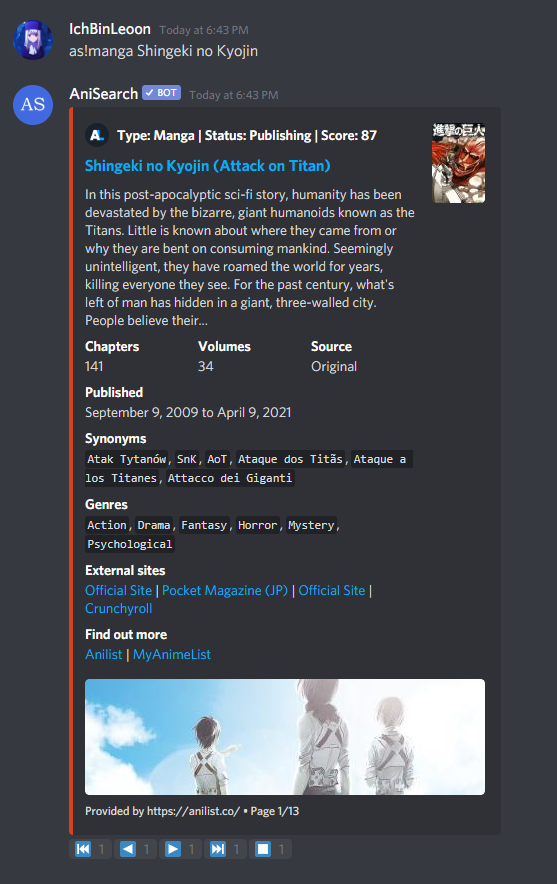 IchBinLeoon Today at 6:43 PM
as!manga Shingeki no Kyojin
AS
AniSearch ✓ BOT Today at 6:43 PM
AL Type: Manga | Status: Publishing | Score: 87
進撃の巨人
Shingeki no Kyojin (Attack on Titan)
In this post-apocalyptic sci-fi story, humanity has been
devastated by the bizarre, giant humanoids known as the
Titans. Little is known about where they came from or
why they are bent on consuming mankind. Seemingly
unintelligent, they have roamed the world for years,
killing everyone they see. For the past century, what's
left of man has hidden in a giant, three-walled city.
People believe their...
Chapters Volumes Source
141 34 Original
Published
September 9, 2009 to April 9, 2021
Synonyms
Atak Tytanów, SnK, AoT, Ataque dos Titãs, Ataque a
los Titanes, Attacco dei Giganti
Genres
Action, Drama, Fantasy, Horror, Mystery,
Psychological
External sites
Official Site | Pocket Magazine (JP) | Official Site |
Crunchyroll
Find out more
Anilist | MyAnimeList
Provided by https://anilist.co/ • Page 1/13
1 1 1 1 1